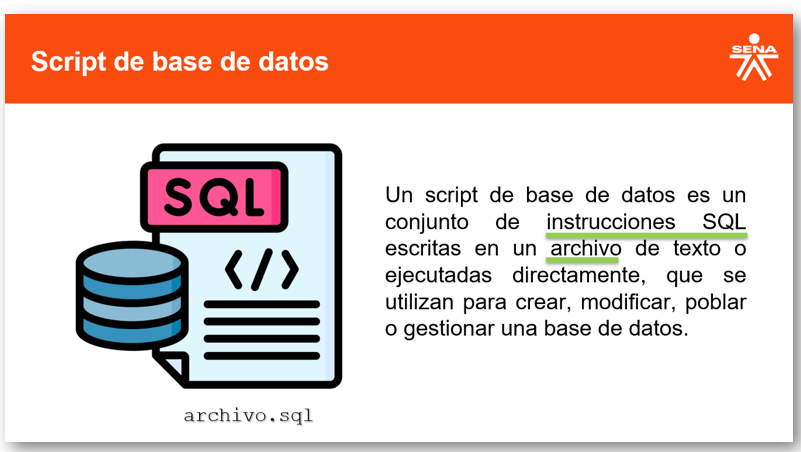 Script de base de datos
SENA
SQL
</>
Un script de base de datos es un
conjunto de instrucciones SQL
escritas en un archivo de texto o
ejecutadas directamente, que se
utilizan para crear, modificar, poblar
o gestionar una base de datos.
archivo.sql